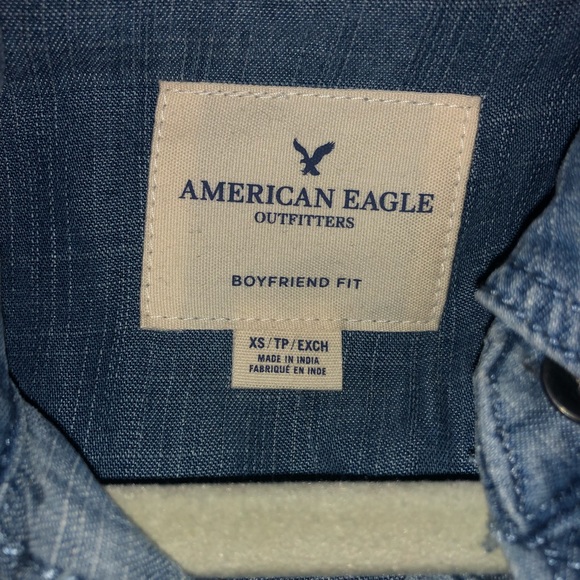 AMERICAN EAGLE
OUTFITTERS
BOYFRIEND FIT
XS/TP/EXCH
MADE IN INDIA
FABRIQUÉ EN INDE